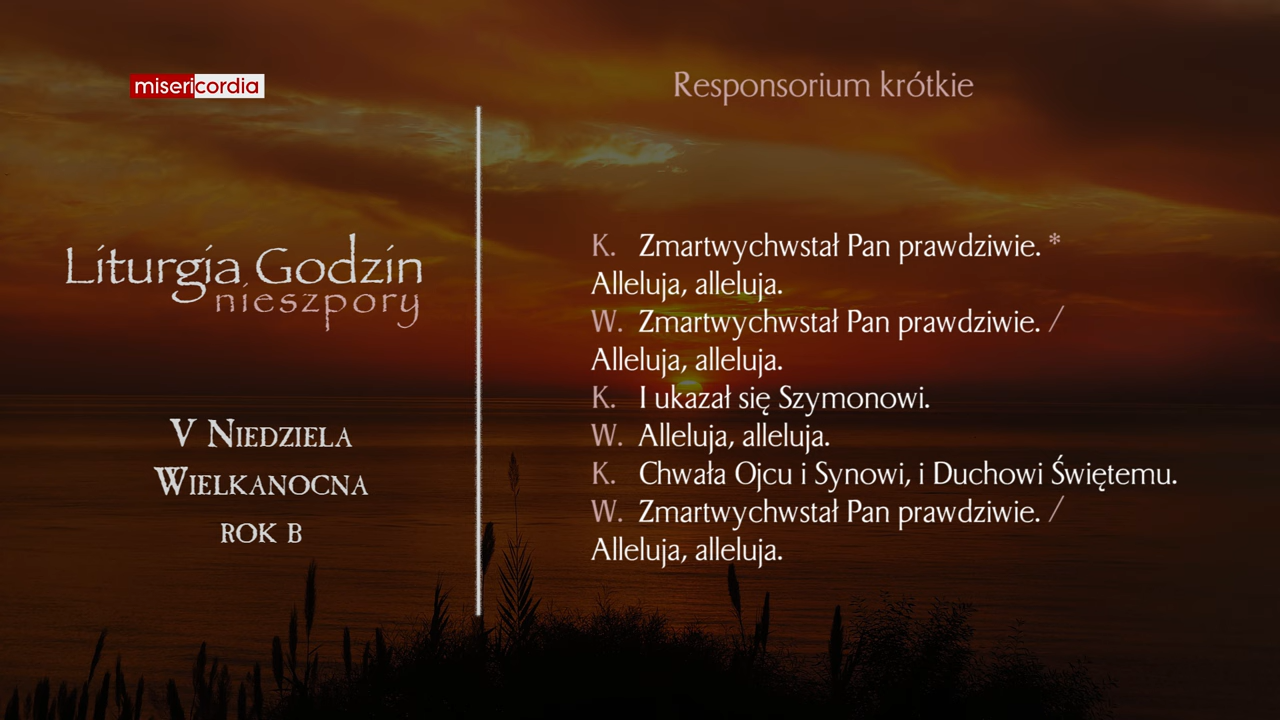 misericordia
Liturgia Godzin
nieszpory
V Niedziela
Wielkanocna
rok B
Responsorium krótkie
K. Zmartwychwstał Pan prawdziwie. *
Alleluja, alleluja.
W. Zmartwychwstał Pan prawdziwie. /
Alleluja, alleluja.
K. I ukazał się Szymonowi.
W. Alleluja, alleluja.
K. Chwała Ojcu i Synowi, i Duchowi Świętemu.
W. Zmartwychwstał Pan prawdziwie. /
Alleluja, alleluja.